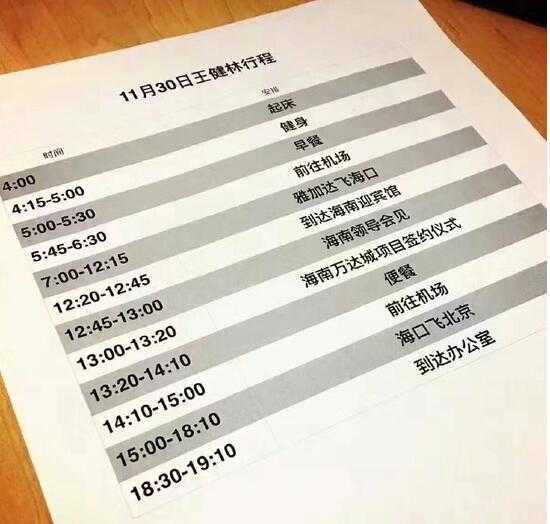 11月30日王健林行程
时间 安排
4:00 起床
4:15-5:00 健身
5:00-5:30 早餐
5:45-6:30 前往机场
7:00-12:15 雅加达飞海口
12:20-12:45 到达海南迎宾馆
12:45-13:00 海南领导会见
13:00-13:20 海南万达城项目签约仪式
13:20-14:10 便餐
14:10-15:00 前往机场
15:00-18:10 海口飞北京
18:30-19:10 到达办公室